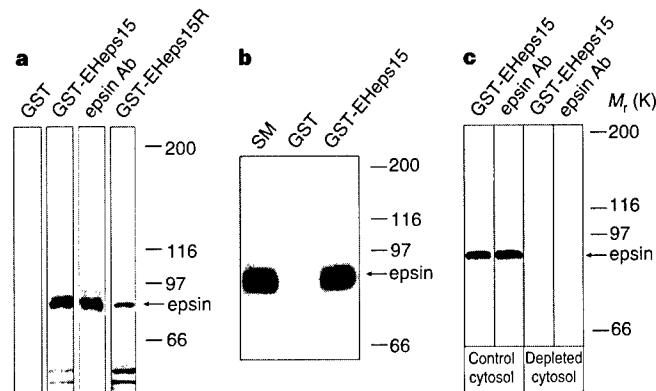 a
GST
GST-EHeps15
epsin Ab
GST-EHeps15R
200
116
97
epsin
66
b
SM
GST
GST-EHeps15
200
116
97
epsin
66
c
GST-EHeps15
epsin Ab
GST-EHeps15
epsin Ab
Mr (K)
200
116
97
epsin
66
Control cytosol
Depleted cytosol